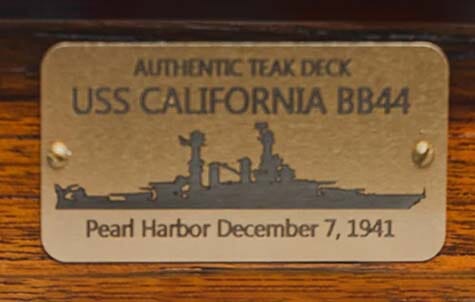 AUTHENTIC TEAK DECK
USS CALIFORNIA BB44
Pearl Harbor December 7, 1941